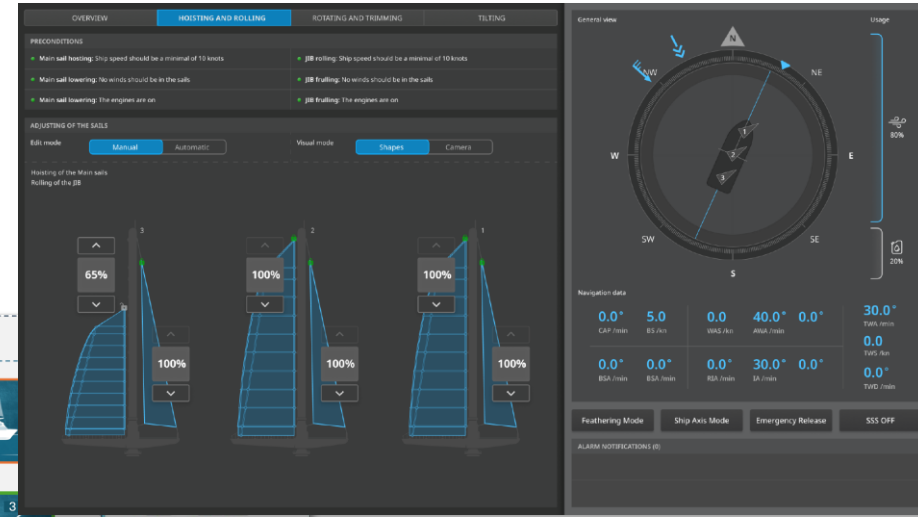 OVERVIEW
HOISTING AND ROLLING
ROTATING AND TRIMMING
TILTING
PRECONDITIONS
Main sail hosting: Ship speed should be a minimal of 10 knots
JIB rolling: Ship speed should be a minimal of 10 knots
Main sail lowering: No winds should be in the sails
JIB frulling: No winds should be in the sails
Main sail lowering: The engines are on
JIB frulling: The engines are on
ADJUSTING OF THE SAILS
Edit mode
Manual
Automatic
Visual mode
Shapes
Camera
Hoisting of the Main sails
Rolling of the JIB
3
65%
100%
2
100%
100%
1
100%
100%
3
General view
Usage
N
NW
NE
W
E
SW
SE
S
1
2
3
80%
20%
Navigation data
0.0° 5.0 0.0 40.0° 0.0° 30.0°
CAP /min BS /kn WAS /kn AWA /min TWA /min
0.0
TWS /kn
0.0° 0.0° 0.0° 30.0° 0.0° 0.0°
BSA /min BSA /min RIA /min IA /min TWD /min
Feathering Mode
Ship Axis Mode
Emergency Release
SSS OFF
ALARM NOTIFICATIONS (0)